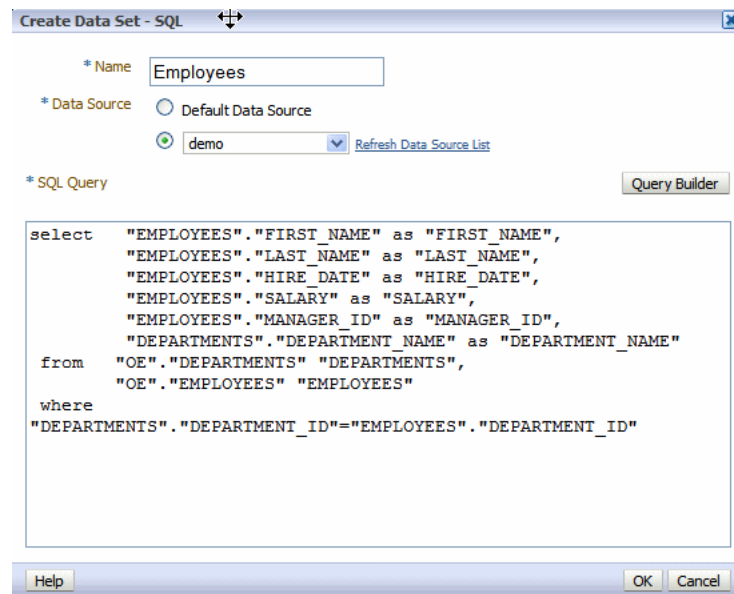 Create Data Set - SQL
* Name Employees
* Data Source Default Data Source
demo Refresh Data Source List
* SQL Query Query Builder
select "EMPLOYEES"."FIRST_NAME" as "FIRST_NAME",
"EMPLOYEES"."LAST_NAME" as "LAST_NAME",
"EMPLOYEES"."HIRE_DATE" as "HIRE_DATE",
"EMPLOYEES"."SALARY" as "SALARY",
"EMPLOYEES"."MANAGER_ID" as "MANAGER_ID",
"DEPARTMENTS"."DEPARTMENT_NAME" as "DEPARTMENT_NAME"
from "OE"."DEPARTMENTS" "DEPARTMENTS",
"OE"."EMPLOYEES" "EMPLOYEES"
where
"DEPARTMENTS"."DEPARTMENT_ID"="EMPLOYEES"."DEPARTMENT_ID"
Help OK Cancel